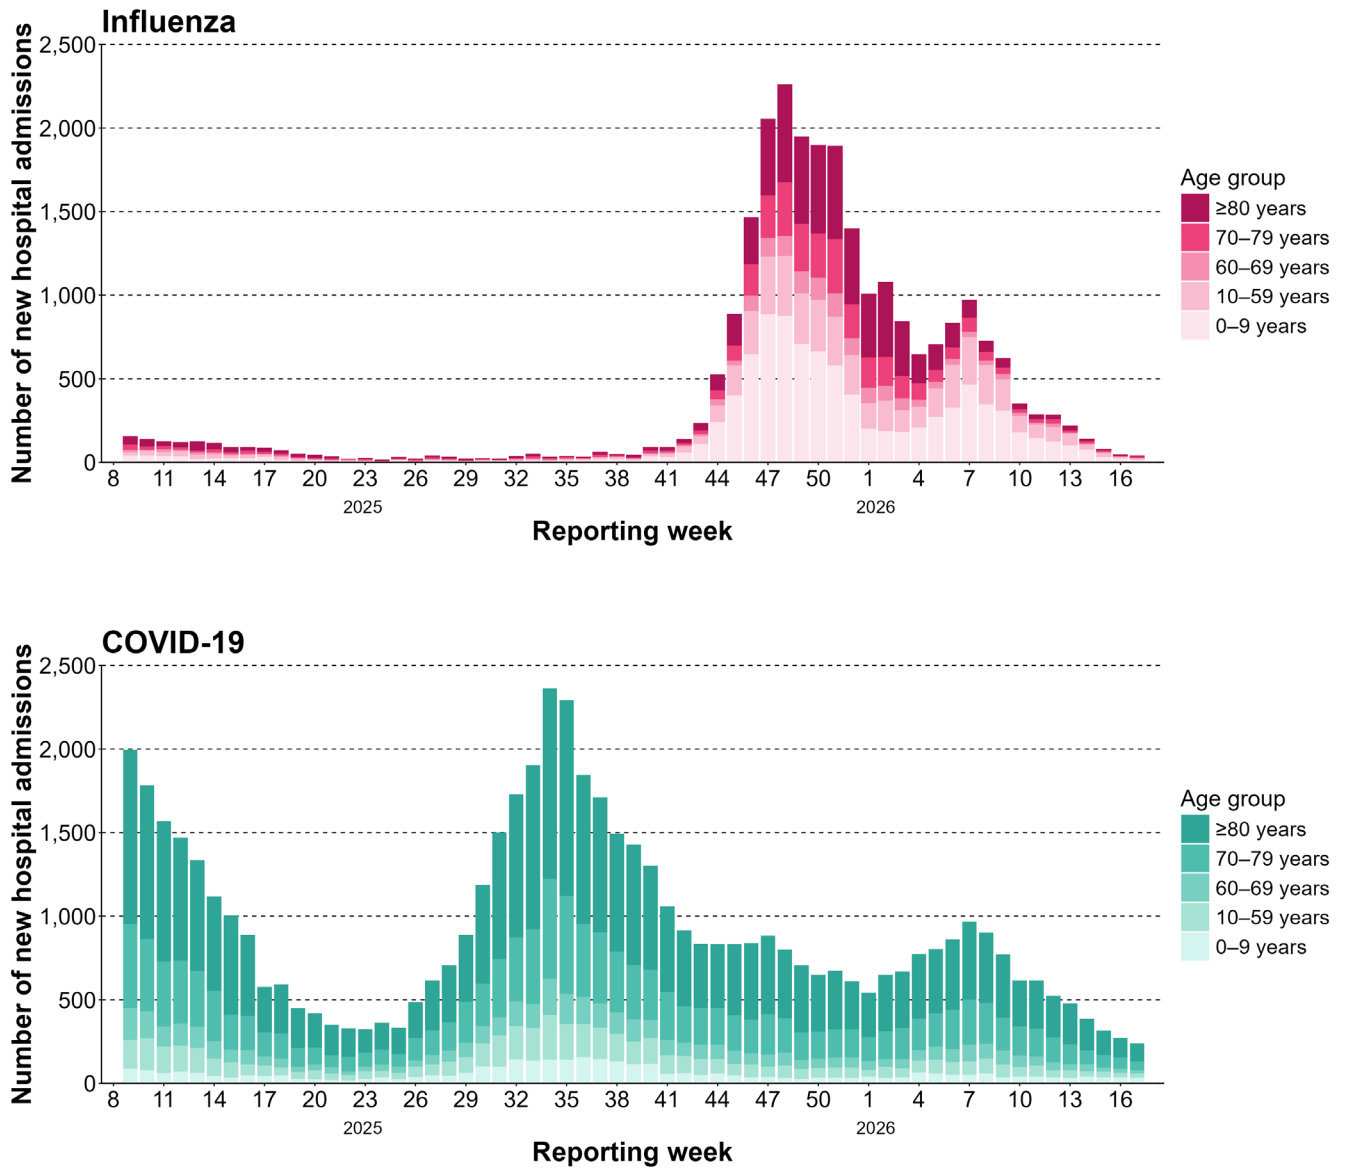 Influenza
Number of new hospital admissions
2,500
2,000
1,500
1,000
500
0
8 11 14 17 20 23 26 29 32 35 38 41 44 47 50 1 4 7 10 13 16
2025 2026
Reporting week
Age group
≥80 years
70–79 years
60–69 years
10–59 years
0–9 years
COVID-19
Number of new hospital admissions
2,500
2,000
1,500
1,000
500
0
8 11 14 17 20 23 26 29 32 35 38 41 44 47 50 1 4 7 10 13 16
2025 2026
Reporting week
Age group
≥80 years
70–79 years
60–69 years
10–59 years
0–9 years